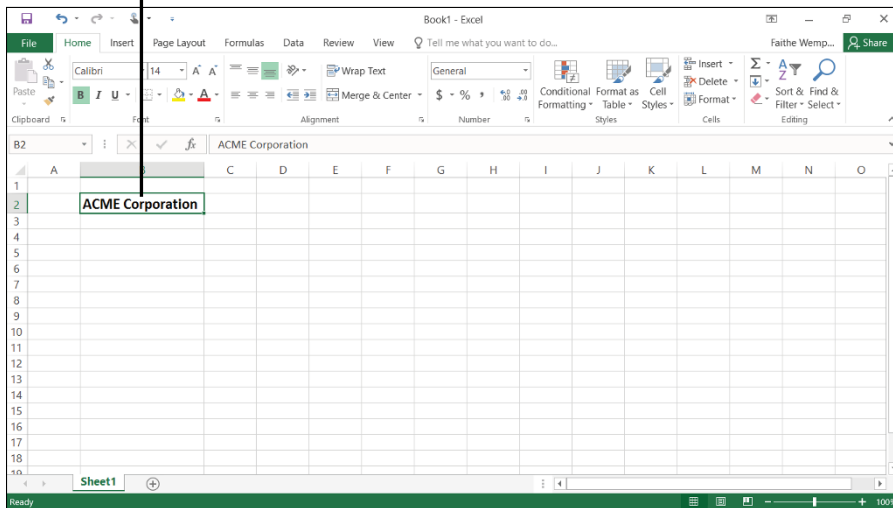 Book1 - Excel
File Home Insert Page Layout Formulas Data Review View Tell me what you want to do... Faithe Wemp... Share
Paste
Calibri 14 A A Wrap Text General Conditional Formatting Format as Table Cell Styles Insert Σ A Z Sort & Filter Find & Select
B I U A Merge & Center $ % , .00 Delete
Format
Clipboard Font Alignment Number Styles Cells Editing
B2 fx ACME Corporation
A B C D E F G H I J K L M N O
1
2 ACME Corporation
3
4
5
6
7
8
9
10
11
12
13
14
15
16
17
18
19
Sheet1
Ready 100%